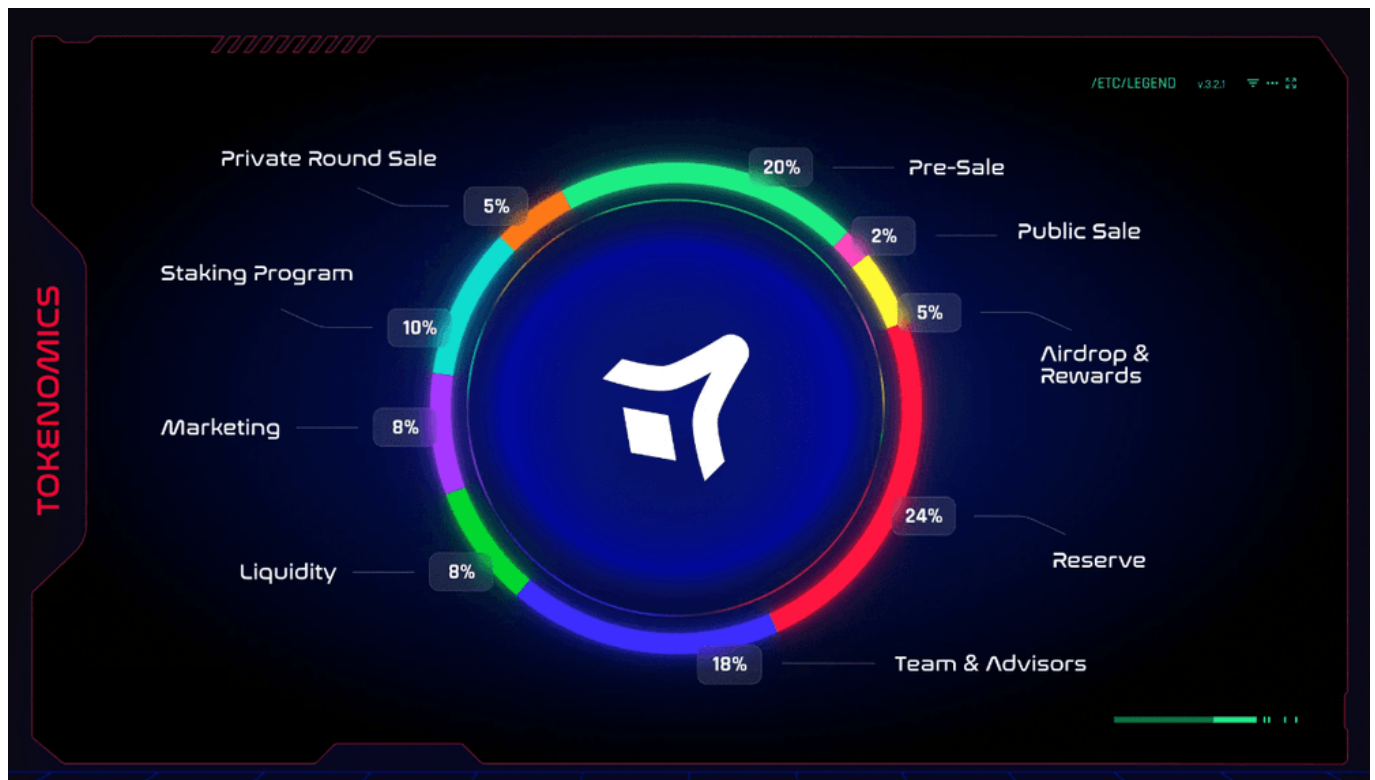 /ETC/LEGEND v.3.2.1
TOKENOMICS
Private Round Sale
5%
20%
Pre-Sale
2%
Public Sale
Staking Program
10%
5%
Airdrop &
Rewards
Marketing
8%
24%
Reserve
Liquidity
8%
18%
Team & Advisors